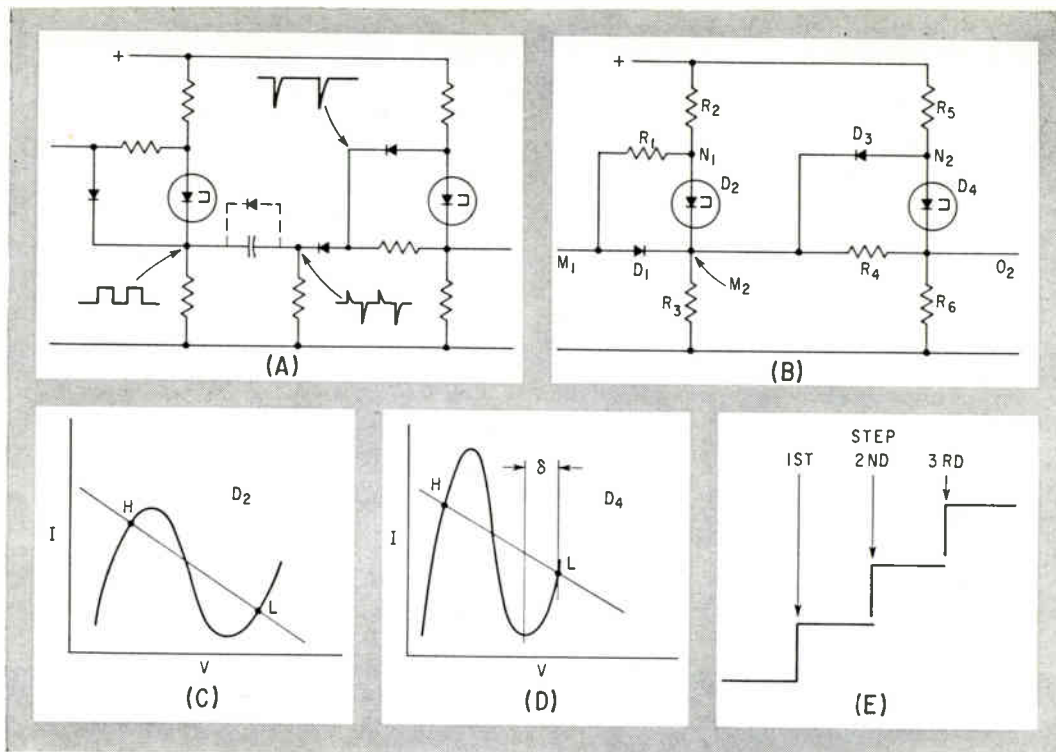 +
(A)
+
R₂
R₅
R₁
N₁
D₃
N₂
D₂
D₄
M₁
D₁
M₂
R₃
R₄
O₂
R₆
(B)
I
H
D₂
L
V
(C)
I
H
δ
D₄
L
V
(D)
STEP
1ST 2ND 3RD
(E)